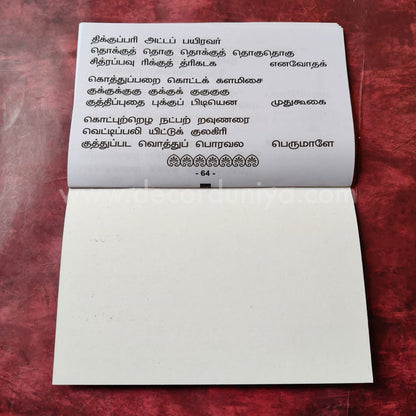 திக்குப்பரி அட்டப் பயிரவர்
தொக்குத் தொகு தொக்குத் தொகுதொகு
சித்ரப்பவு ரிக்குத் த்ரிகடக எனவோதக்
கொத்துப்பறை கொட்டக் களமிசை
குக்குக்குகு குக்குக் குகுகுகு
குத்திப்புதை புக்குப் பிடியென முதுகூகை
கொட்புற்றெழ நட்பற் றவுணரை
வெட்டிப்பலி யிட்டுக் குலகிரி
குத்துப்பட வொத்துப் பொரவல பெருமாளே
- 64 -
www.decorduniya.com